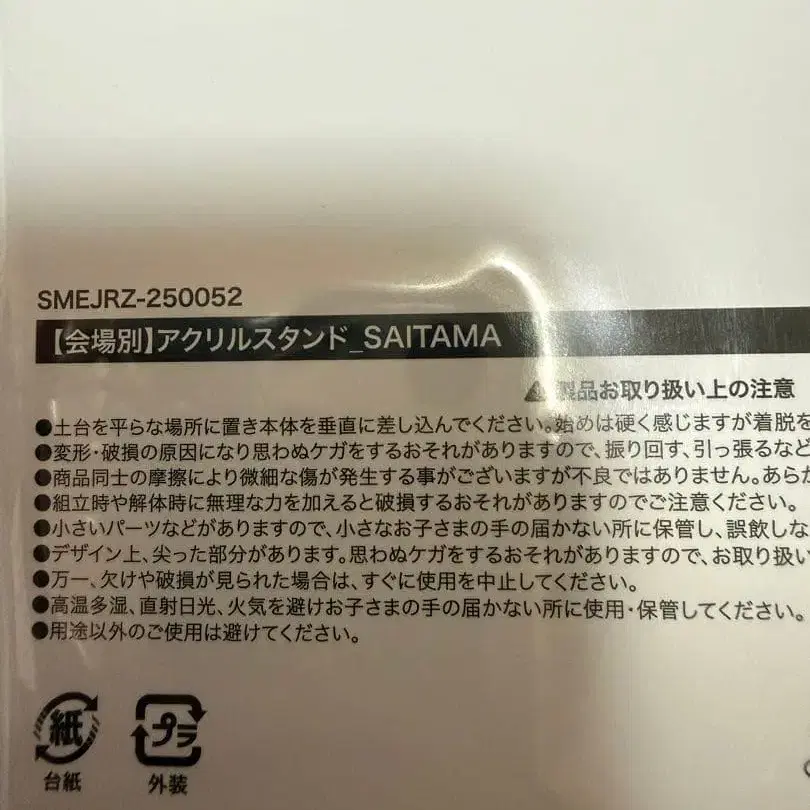 SMEJRZ-250052
【会場別】アクリルスタンド_SAITAMA
製品お取り扱い上の注意
●土台を平らな場所に置き本体を垂直に差し込んでください。始めは硬く感じますが着脱を
●変形・破損の原因になり思わぬケガをするおそれがありますので、振り回す、引っ張るなど
●商品同士の摩擦により微細な傷が発生する事がございますが不良ではありません。あらか
●組立時や解体時に無理な力を加えると破損するおそれがありますのでご注意ください。
●小さいパーツなどがありますので、小さなお子さまの手の届かない所に保管し、誤飲しな
●デザイン上、尖った部分があります。思わぬケガをするおそれがありますので、お取り扱い
●万一、欠けや破損が見られた場合は、すぐに使用を中止してください。
●高温多湿、直射日光、火気を避けお子さまの手の届かない所に使用・保管してください。
●用途以外のご使用は避けてください。
紙 プラ
台紙 外装